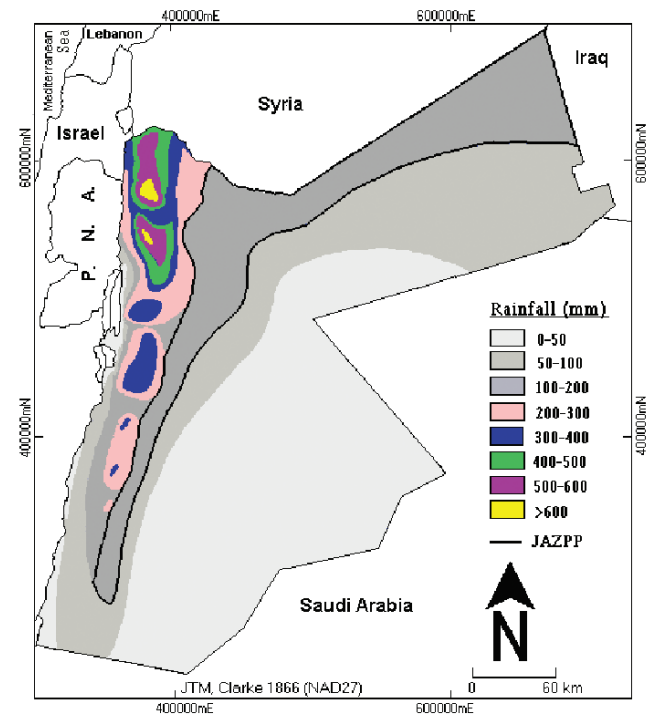 400000mE
600000mE
Mediterranean
Sea
Lebanon
Iraq
Syria
Israel
600000mN
600000mN
P. N. A.
Rainfall (mm)
0-50
50-100
100-200
200-300
300-400
400-500
500-600
>600
JAZPP
400000mN
400000mN
Saudi Arabia
N
JTM, Clarke 1866 (NAD27)
0 60 km
400000mE
600000mE